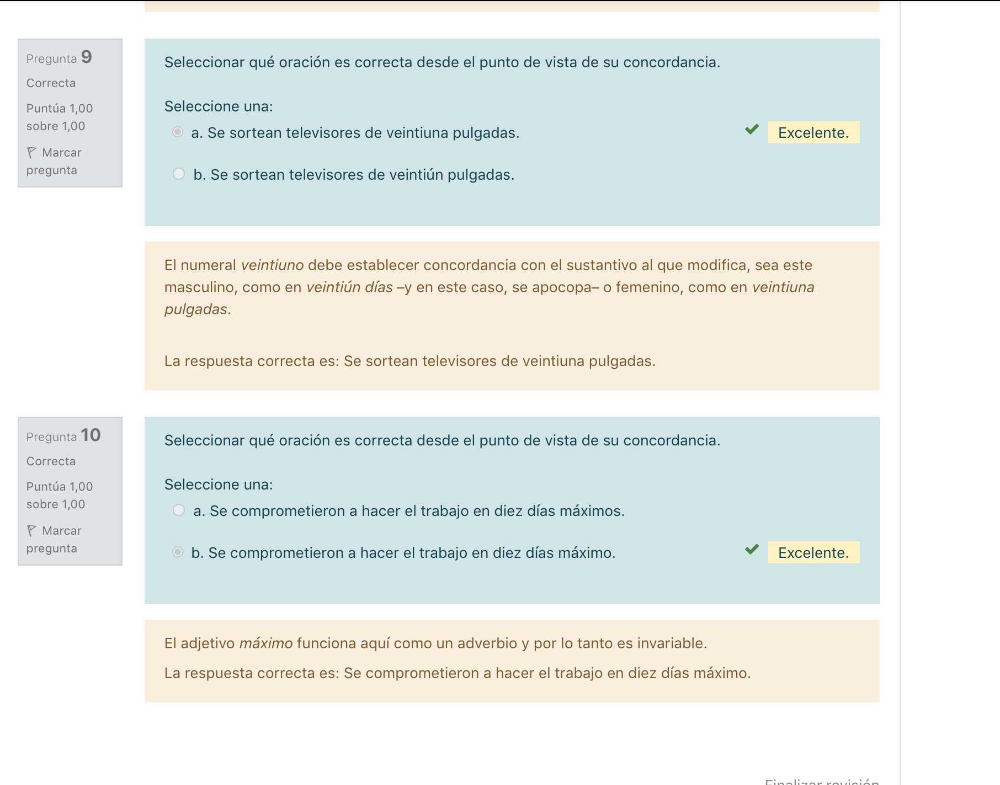 Pregunta 9
Correcta
Puntúa 1,00
sobre 1,00
Marcar
pregunta
Seleccionar qué oración es correcta desde el punto de vista de su concordancia.
Seleccione una:
a. Se sortean televisores de veintiuna pulgadas.
Excelente.
b. Se sortean televisores de veintiún pulgadas.
El numeral veintiuno debe establecer concordancia con el sustantivo al que modifica, sea este
masculino, como en veintiún días –y en este caso, se apocopa– o femenino, como en veintiuna
pulgadas.
La respuesta correcta es: Se sortean televisores de veintiuna pulgadas.
Pregunta 10
Correcta
Puntúa 1,00
sobre 1,00
Marcar
pregunta
Seleccionar qué oración es correcta desde el punto de vista de su concordancia.
Seleccione una:
a. Se comprometieron a hacer el trabajo en diez días máximos.
b. Se comprometieron a hacer el trabajo en diez días máximo.
Excelente.
El adjetivo máximo funciona aquí como un adverbio y por lo tanto es invariable.
La respuesta correcta es: Se comprometieron a hacer el trabajo en diez días máximo.
Finalizar revisión